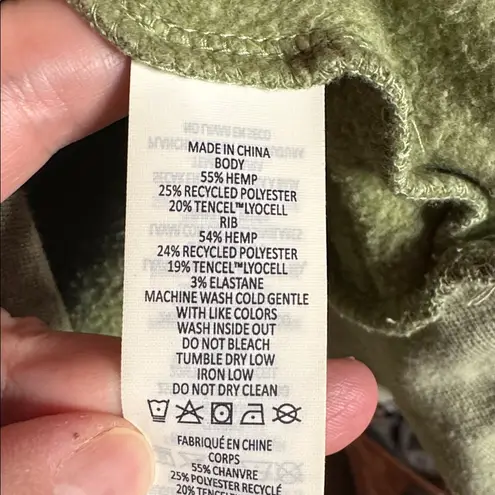 MADE IN CHINA
BODY
55% HEMP
25% RECYCLED POLYESTER
20% TENCEL™LYOCELL
RIB
54% HEMP
24% RECYCLED POLYESTER
19% TENCEL™LYOCELL
3% ELASTANE
MACHINE WASH COLD GENTLE
WITH LIKE COLORS
WASH INSIDE OUT
DO NOT BLEACH
TUMBLE DRY LOW
IRON LOW
DO NOT DRY CLEAN
FABRIQUÉ EN CHINE
CORPS
55% CHANVRE
25% POLYESTER RECYCLÉ
20% TENCEL